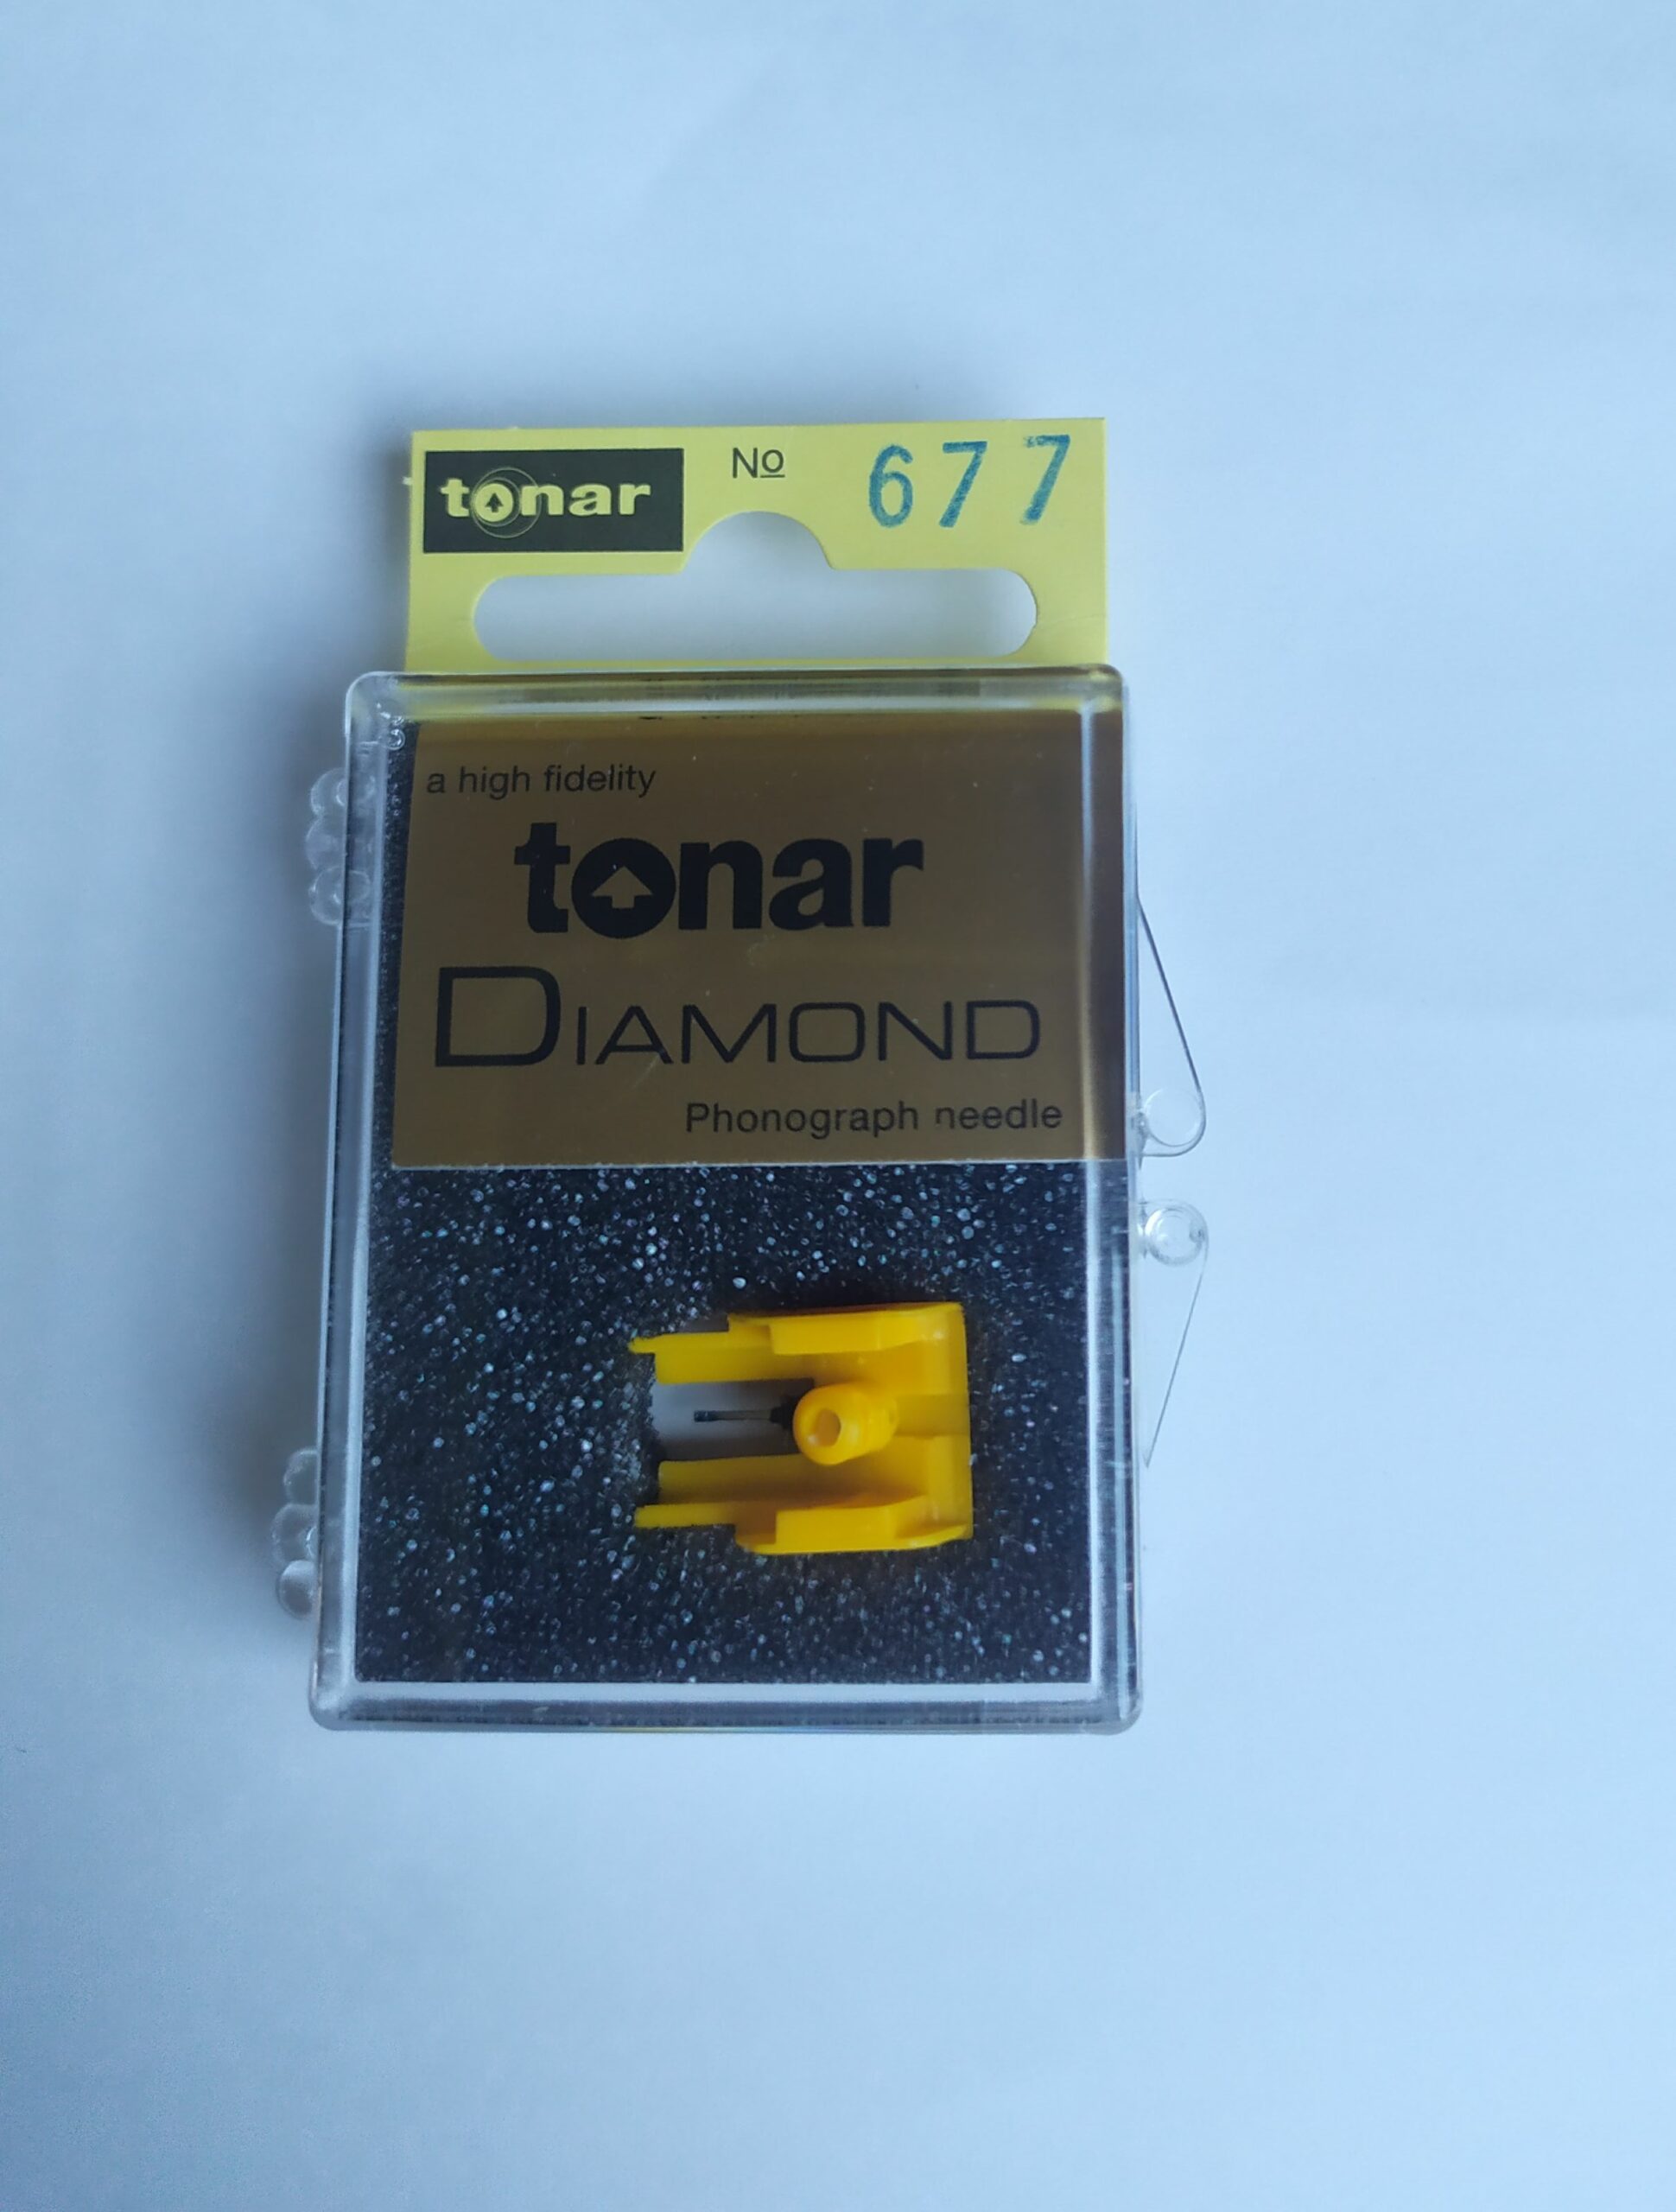 tonar No 677
a high fidelity
tonar
DIAMOND
Phonograph needle